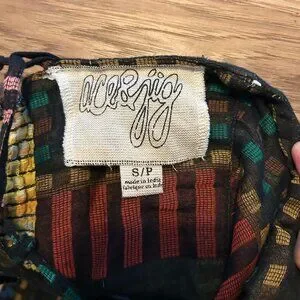 ace&jig
S/P
made in india
fabriqué en inde